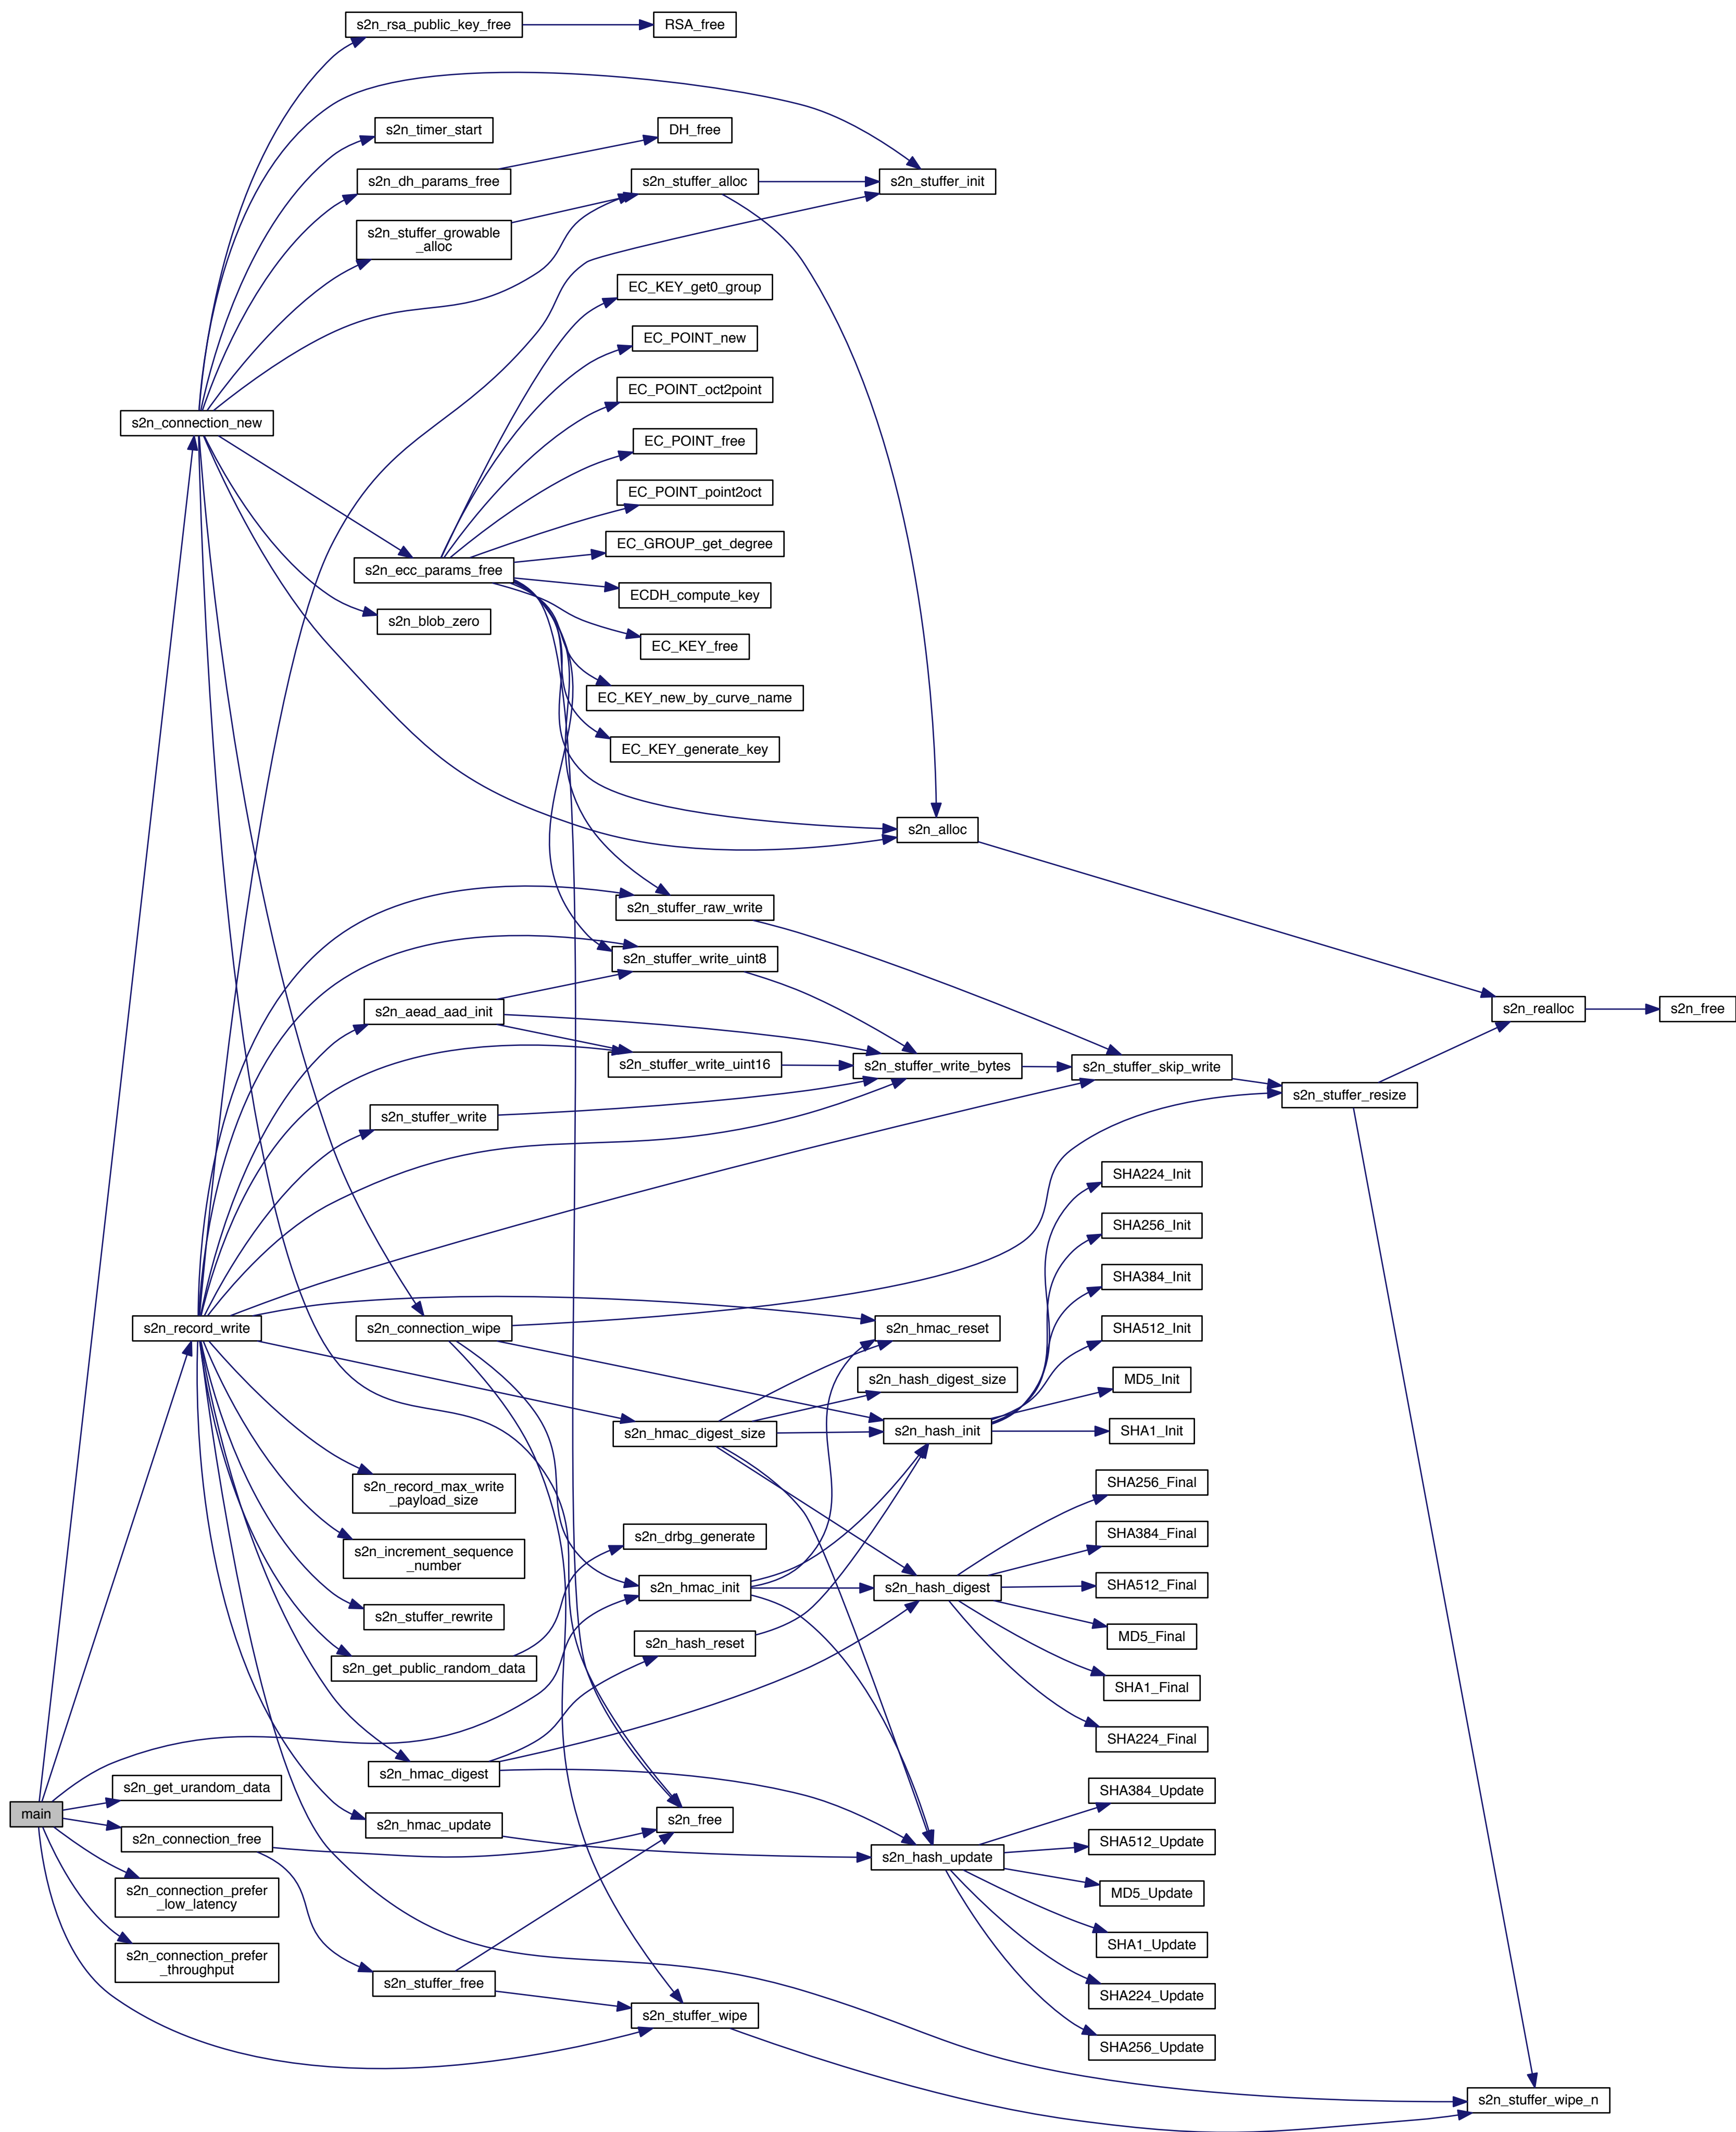 s2n_rsa_public_key_free
RSA_free
s2n_timer_start
DH_free
s2n_dh_params_free
s2n_stuffer_alloc
s2n_stuffer_init
s2n_stuffer_growable
_alloc
EC_KEY_get0_group
EC_POINT_new
EC_POINT_oct2point
s2n_connection_new
EC_POINT_free
EC_POINT_point2oct
EC_GROUP_get_degree
s2n_ecc_params_free
ECDH_compute_key
s2n_blob_zero
EC_KEY_free
EC_KEY_new_by_curve_name
EC_KEY_generate_key
s2n_alloc
s2n_stuffer_raw_write
s2n_stuffer_write_uint8
s2n_aead_aad_init
s2n_realloc
s2n_free
s2n_stuffer_write_uint16
s2n_stuffer_write_bytes
s2n_stuffer_skip_write
s2n_stuffer_resize
s2n_stuffer_write
SHA224_Init
SHA256_Init
SHA384_Init
s2n_record_write
s2n_connection_wipe
s2n_hmac_reset
SHA512_Init
s2n_hash_digest_size
MD5_Init
s2n_hmac_digest_size
s2n_hash_init
SHA1_Init
s2n_record_max_write
_payload_size
SHA256_Final
s2n_drbg_generate
SHA384_Final
s2n_increment_sequence
_number
s2n_hmac_init
s2n_hash_digest
SHA512_Final
s2n_stuffer_rewrite
s2n_hash_reset
MD5_Final
s2n_get_public_random_data
SHA1_Final
SHA224_Final
s2n_hmac_digest
s2n_get_urandom_data
SHA384_Update
main
s2n_hmac_update
s2n_free
s2n_connection_free
SHA512_Update
s2n_hash_update
s2n_connection_prefer
_low_latency
MD5_Update
SHA1_Update
s2n_connection_prefer
_throughput
s2n_stuffer_free
SHA224_Update
s2n_stuffer_wipe
SHA256_Update
s2n_stuffer_wipe_n